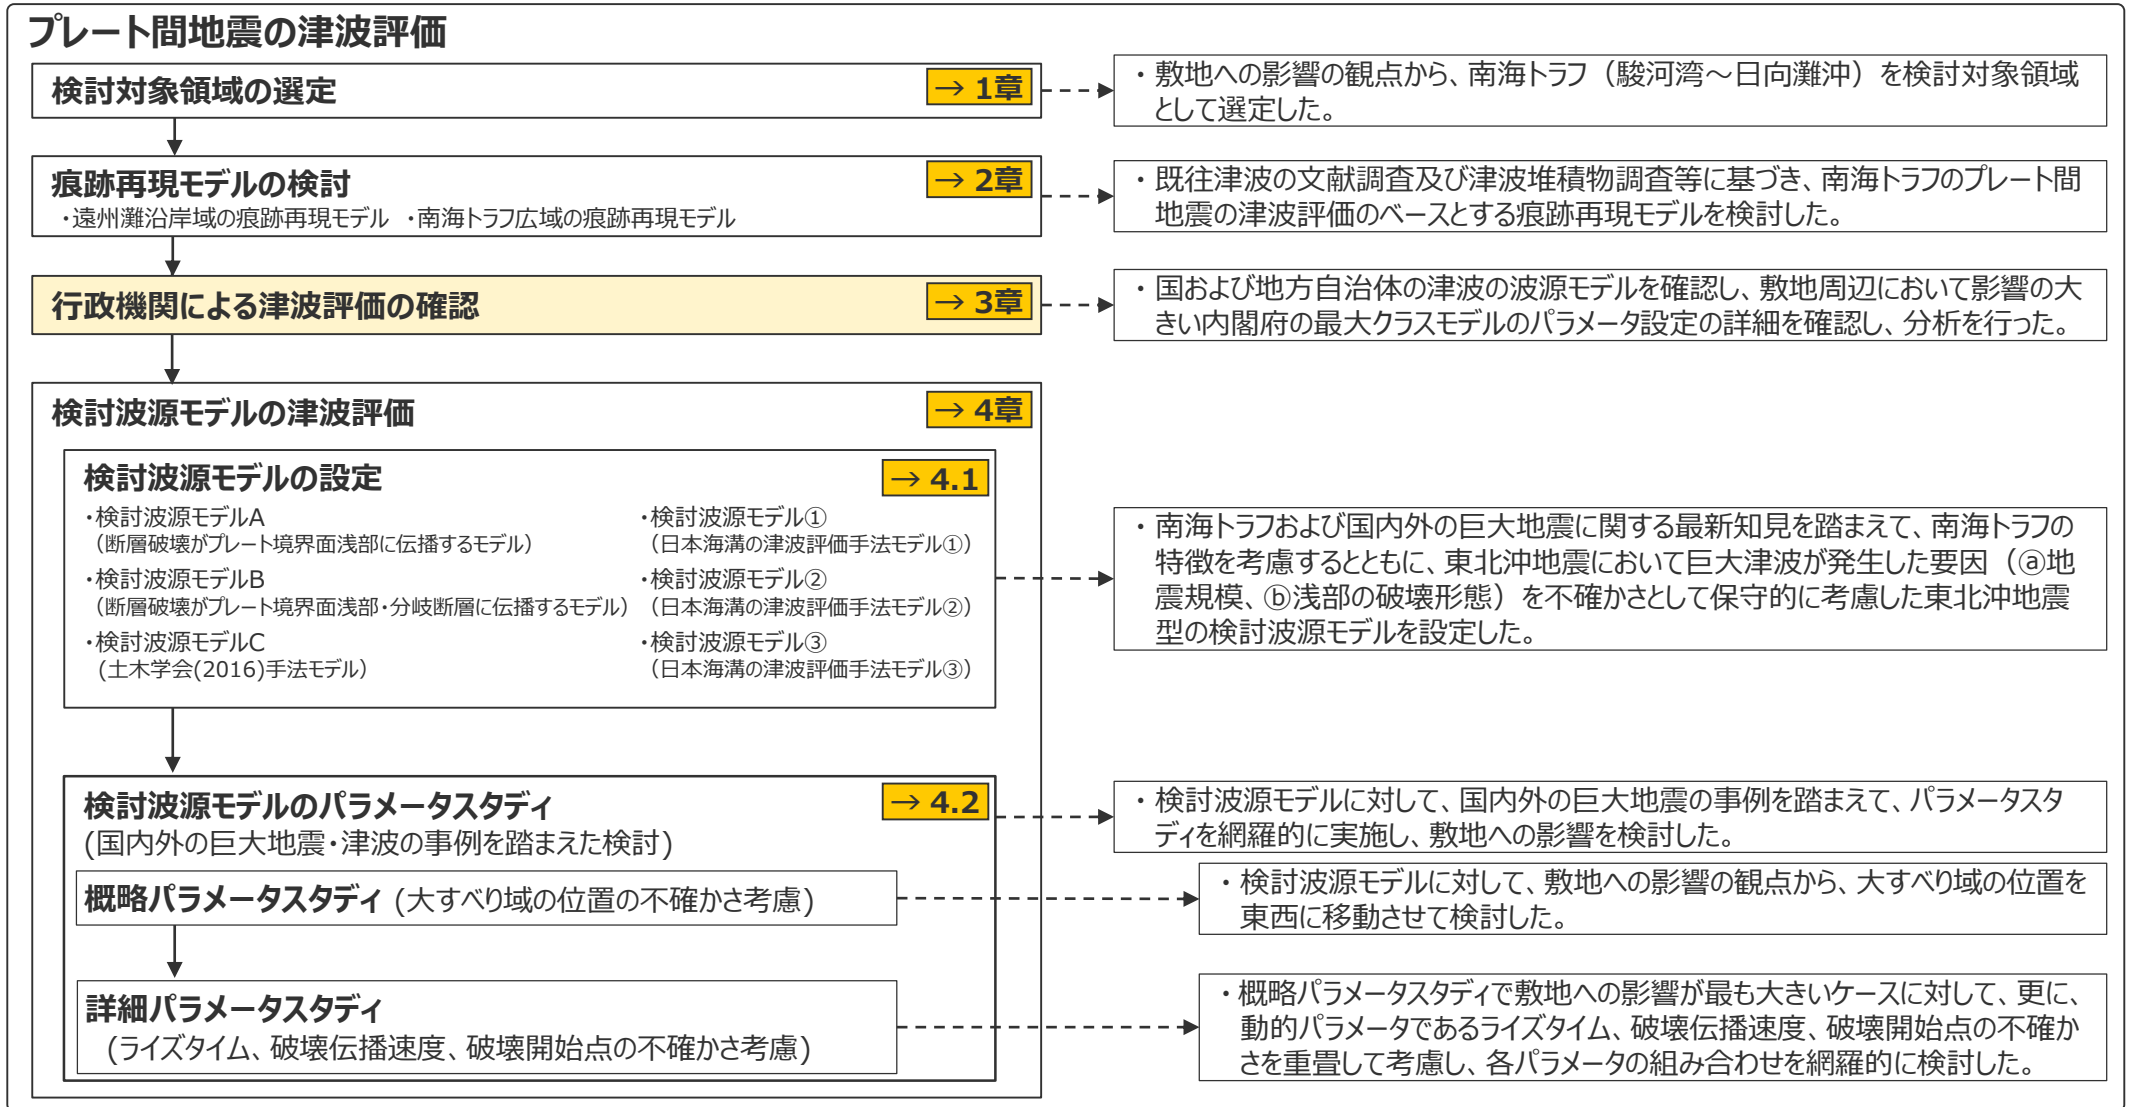 プレート間地震の津波評価
検討対象領域の選定
→ 1章
・敷地への影響の観点から、南海トラフ（駿河湾～日向灘沖）を検討対象領域
として選定した。
痕跡再現モデルの検討
→ 2章
・遠州灘沿岸域の痕跡再現モデル ・南海トラフ広域の痕跡再現モデル
・既往津波の文献調査及び津波堆積物調査等に基づき、南海トラフのプレート間
地震の津波評価のベースとする痕跡再現モデルを検討した。
行政機関による津波評価の確認
→ 3章
・国および地方自治体の津波の波源モデルを確認し、敷地周辺において影響の大
きい内閣府の最大クラスモデルのパラメータ設定の詳細を確認し、分析を行った。
検討波源モデルの津波評価
→ 4章
検討波源モデルの設定
→ 4.1
・検討波源モデルA
（断層破壊がプレート境界面浅部に伝播するモデル）
・検討波源モデルB
（断層破壊がプレート境界面浅部・分岐断層に伝播するモデル）
・検討波源モデルC
(土木学会(2016)手法モデル）
・検討波源モデル①
（日本海溝の津波評価手法モデル①）
・検討波源モデル②
（日本海溝の津波評価手法モデル②）
・検討波源モデル③
（日本海溝の津波評価手法モデル③）
・南海トラフおよび国内外の巨大地震に関する最新知見を踏まえて、南海トラフの
特徴を考慮するとともに、東北沖地震において巨大津波が発生した要因（ⓐ地
震規模、ⓑ浅部の破壊形態）を不確かさとして保守的に考慮した東北沖地震
型の検討波源モデルを設定した。
検討波源モデルのパラメータスタディ
→ 4.2
(国内外の巨大地震・津波の事例を踏まえた検討)
・検討波源モデルに対して、国内外の巨大地震の事例を踏まえて、パラメータスタ
ディを網羅的に実施し、敷地への影響を検討した。
概略パラメータスタディ (大すべり域の位置の不確かさ考慮)
・検討波源モデルに対して、敷地への影響の観点から、大すべり域の位置を
東西に移動させて検討した。
詳細パラメータスタディ
(ライズタイム、破壊伝播速度、破壊開始点の不確かさ考慮)
・概略パラメータスタディで敷地への影響が最も大きいケースに対して、更に、
動的パラメータであるライズタイム、破壊伝播速度、破壊開始点の不確か
さを重畳して考慮し、各パラメータの組み合わせを網羅的に検討した。